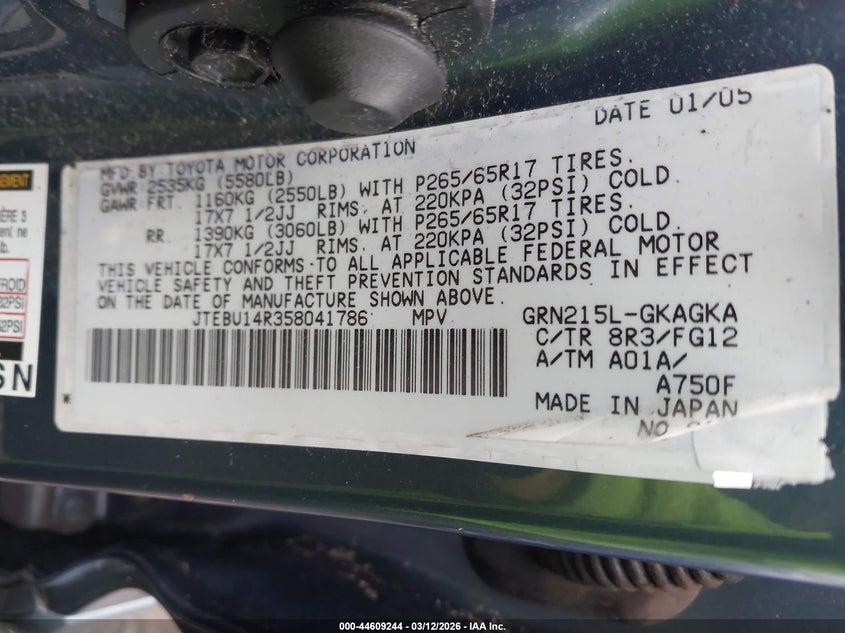 DATE 01/05
MFD BY TOYOTA MOTOR CORPORATION
GVWR 2535KG (5580LB)
GAWR FRT. 1160KG (2550LB) WITH P265/65R17 TIRES.
17X7 1/2JJ RIMS. AT 220KPA (32PSI) COLD.
RR. 1390KG (3060LB) WITH P265/65R17 TIRES.
17X7 1/2JJ RIMS. AT 220KPA (32PSI) COLD.
THIS VEHICLE CONFORMS TO ALL APPLICABLE FEDERAL MOTOR
VEHICLE SAFETY AND THEFT PREVENTION STANDARDS IN EFFECT
ON THE DATE OF MANUFACTURE SHOWN ABOVE.
JTEBU14R358041786 MPV GRN215L-GKAGKA
C/TR 8R3/FG12
A/TM A01A/
A750F
MADE IN JAPAN
NO
*
000-44609244 -- 03/12/2026 -- IAA Inc.